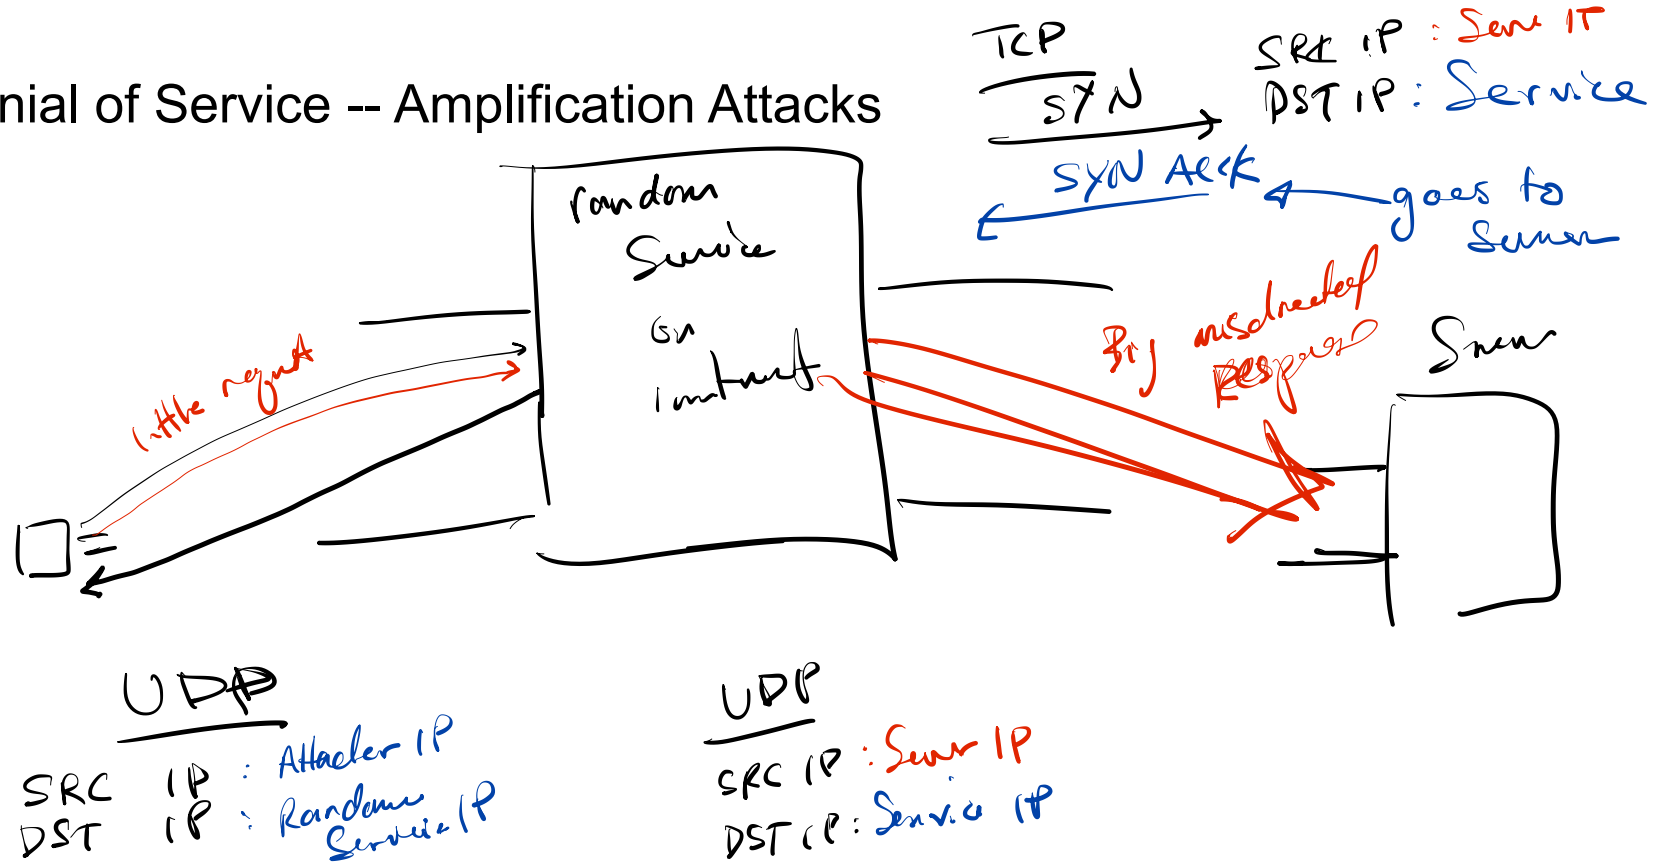 nial of Service -- Amplification Attacks
TCP
SYN
SYN Ack
SRC IP : Server IP
DST IP : Service
goes to
Server
random
Service
on
internet
little request
Big misdirected
Response
Server
UDP
SRC IP : Attacker IP
DST IP : Random
Service IP
UDP
SRC IP : Server IP
DST IP : Service IP